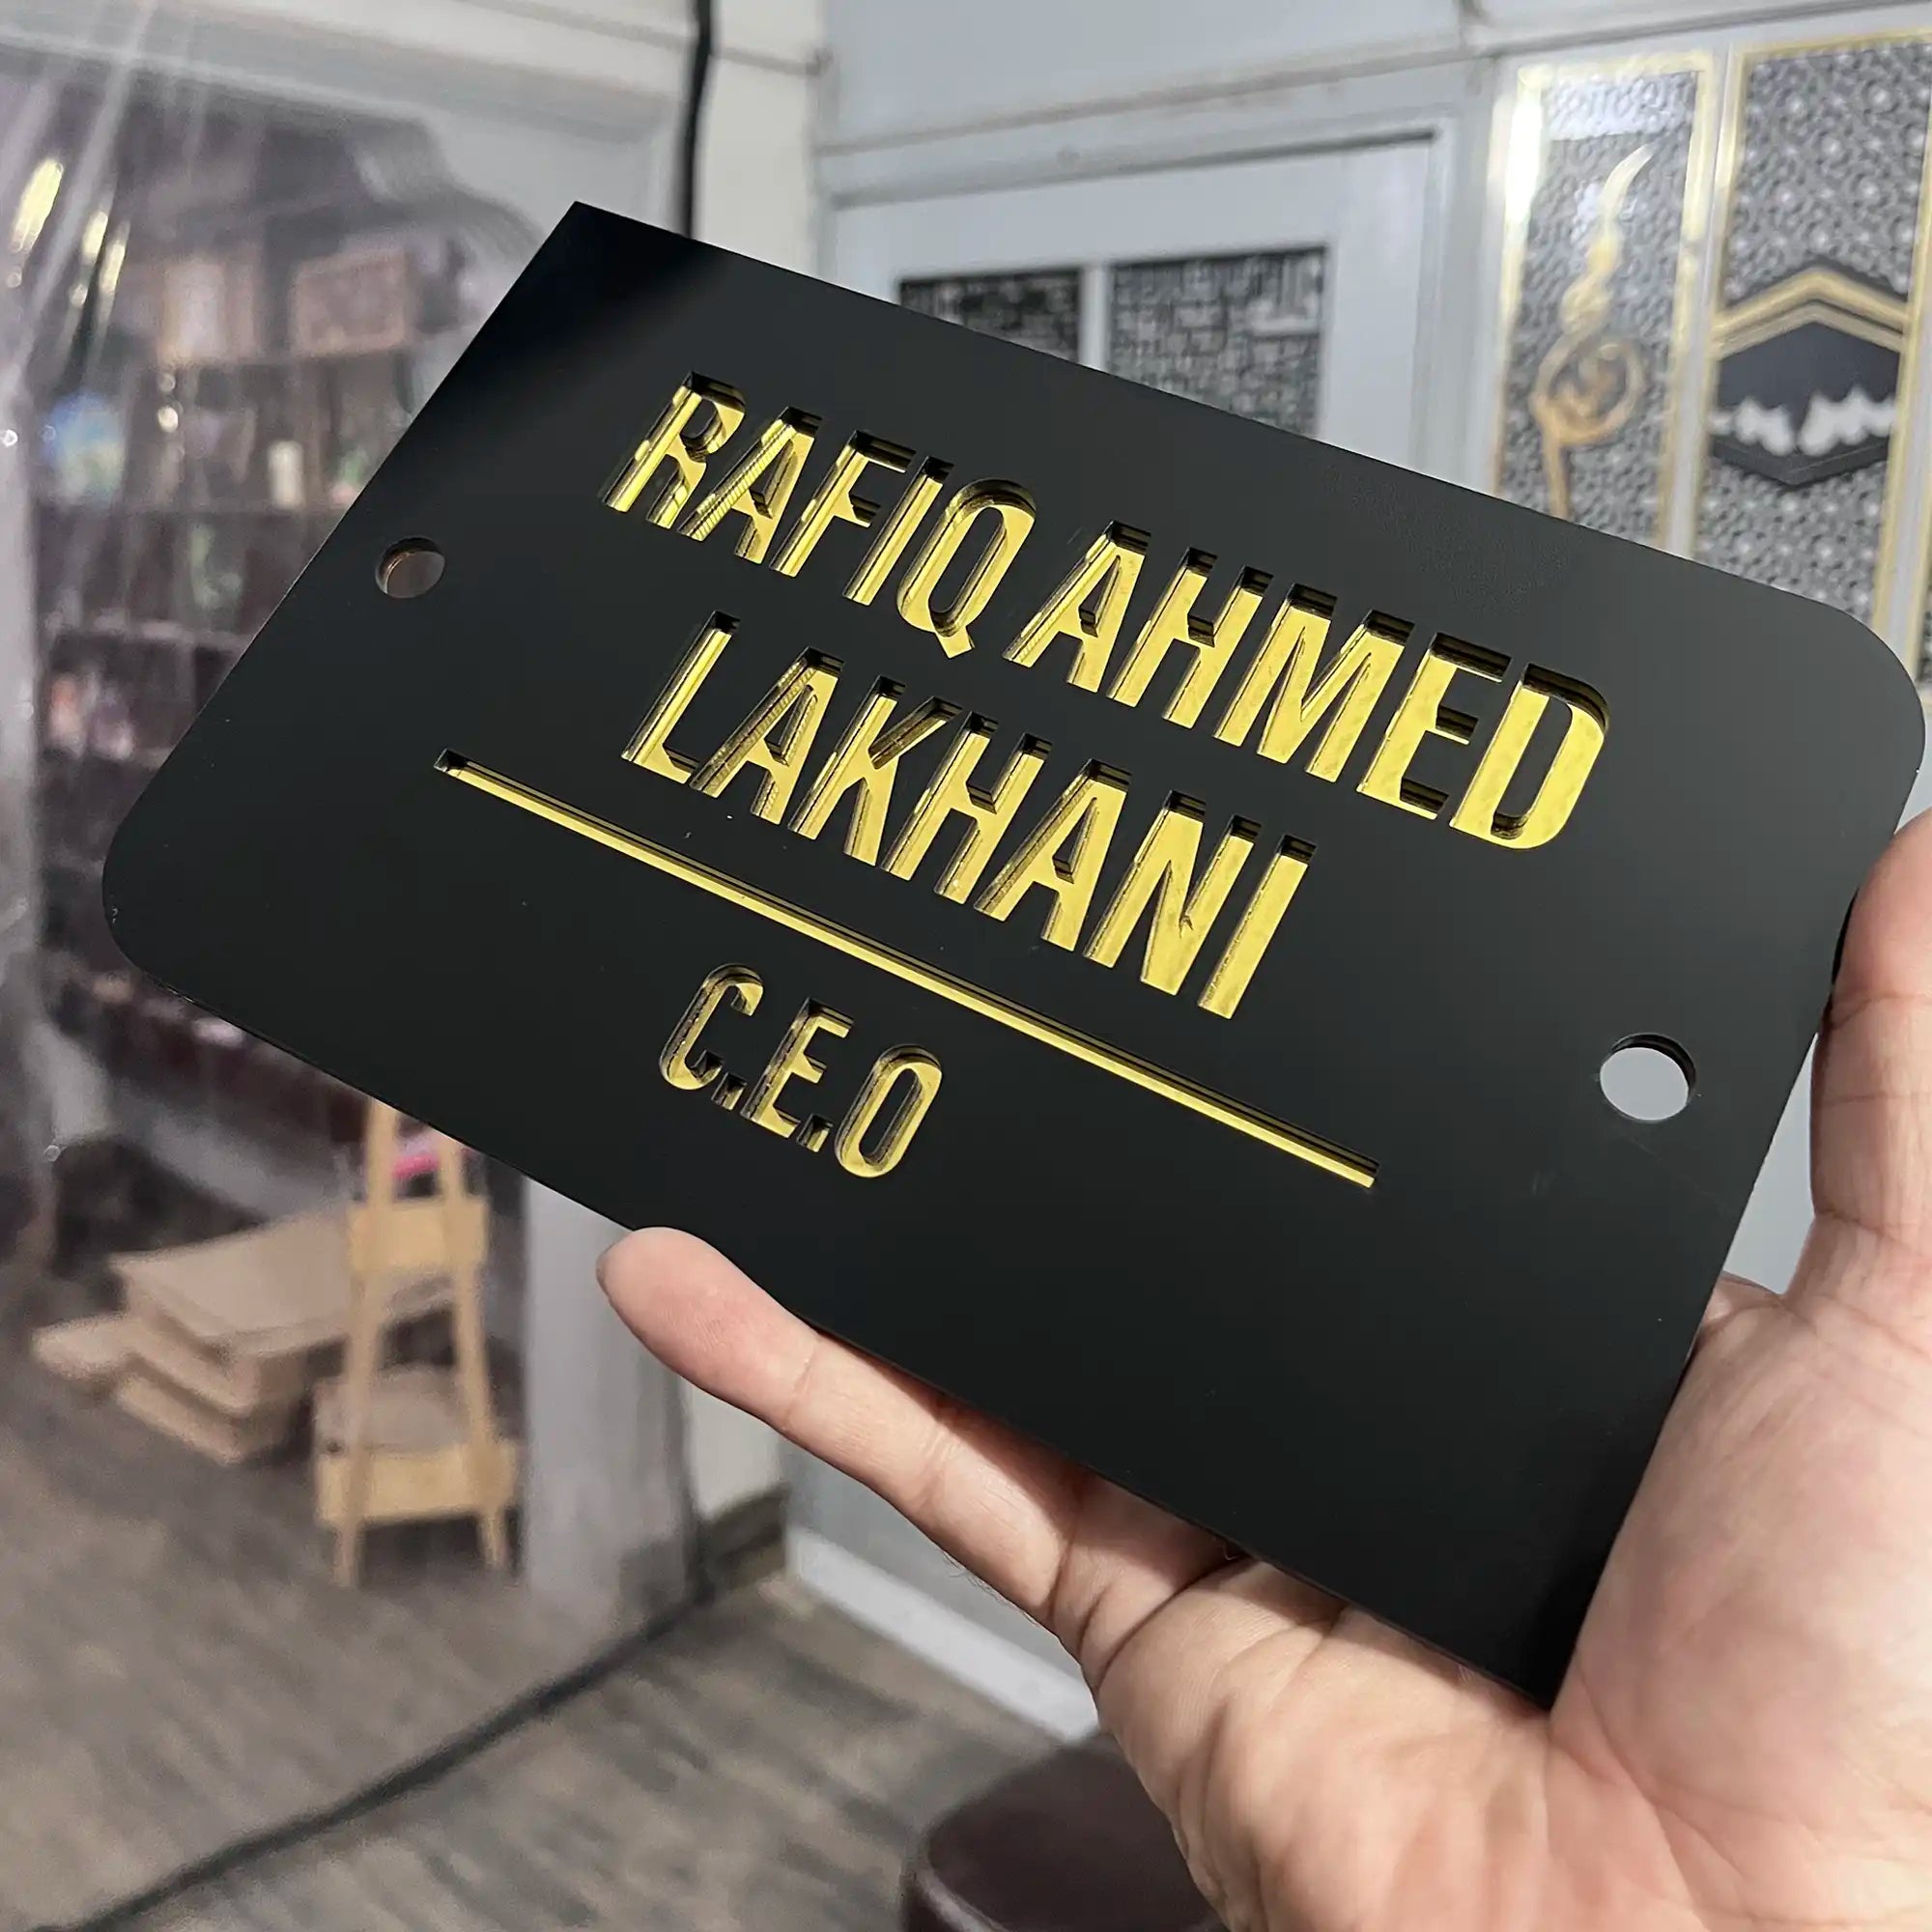 RAFIQ AHMED
LAKHANI
C.E.O